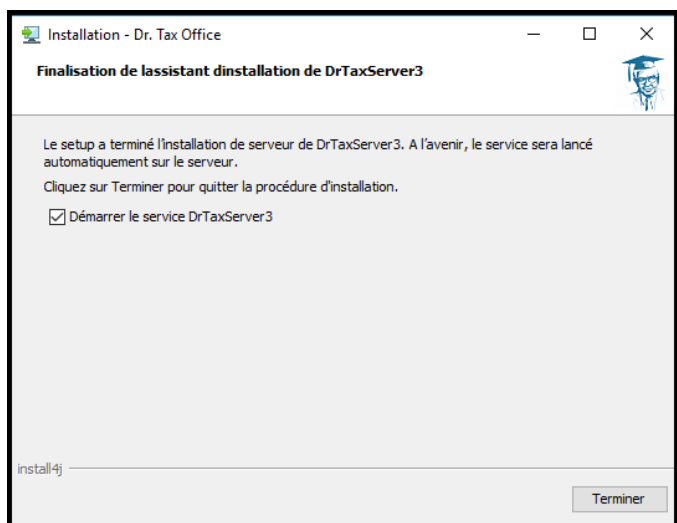 Installation - Dr. Tax Office
Finalisation de lassistant dinstallation de DrTaxServer3
Le setup a terminé l'installation de serveur de DrTaxServer3. A l'avenir, le service sera lancé
automatiquement sur le serveur.
Cliquez sur Terminer pour quitter la procédure d'installation.
Démarrer le service DrTaxServer3
install4j
Terminer